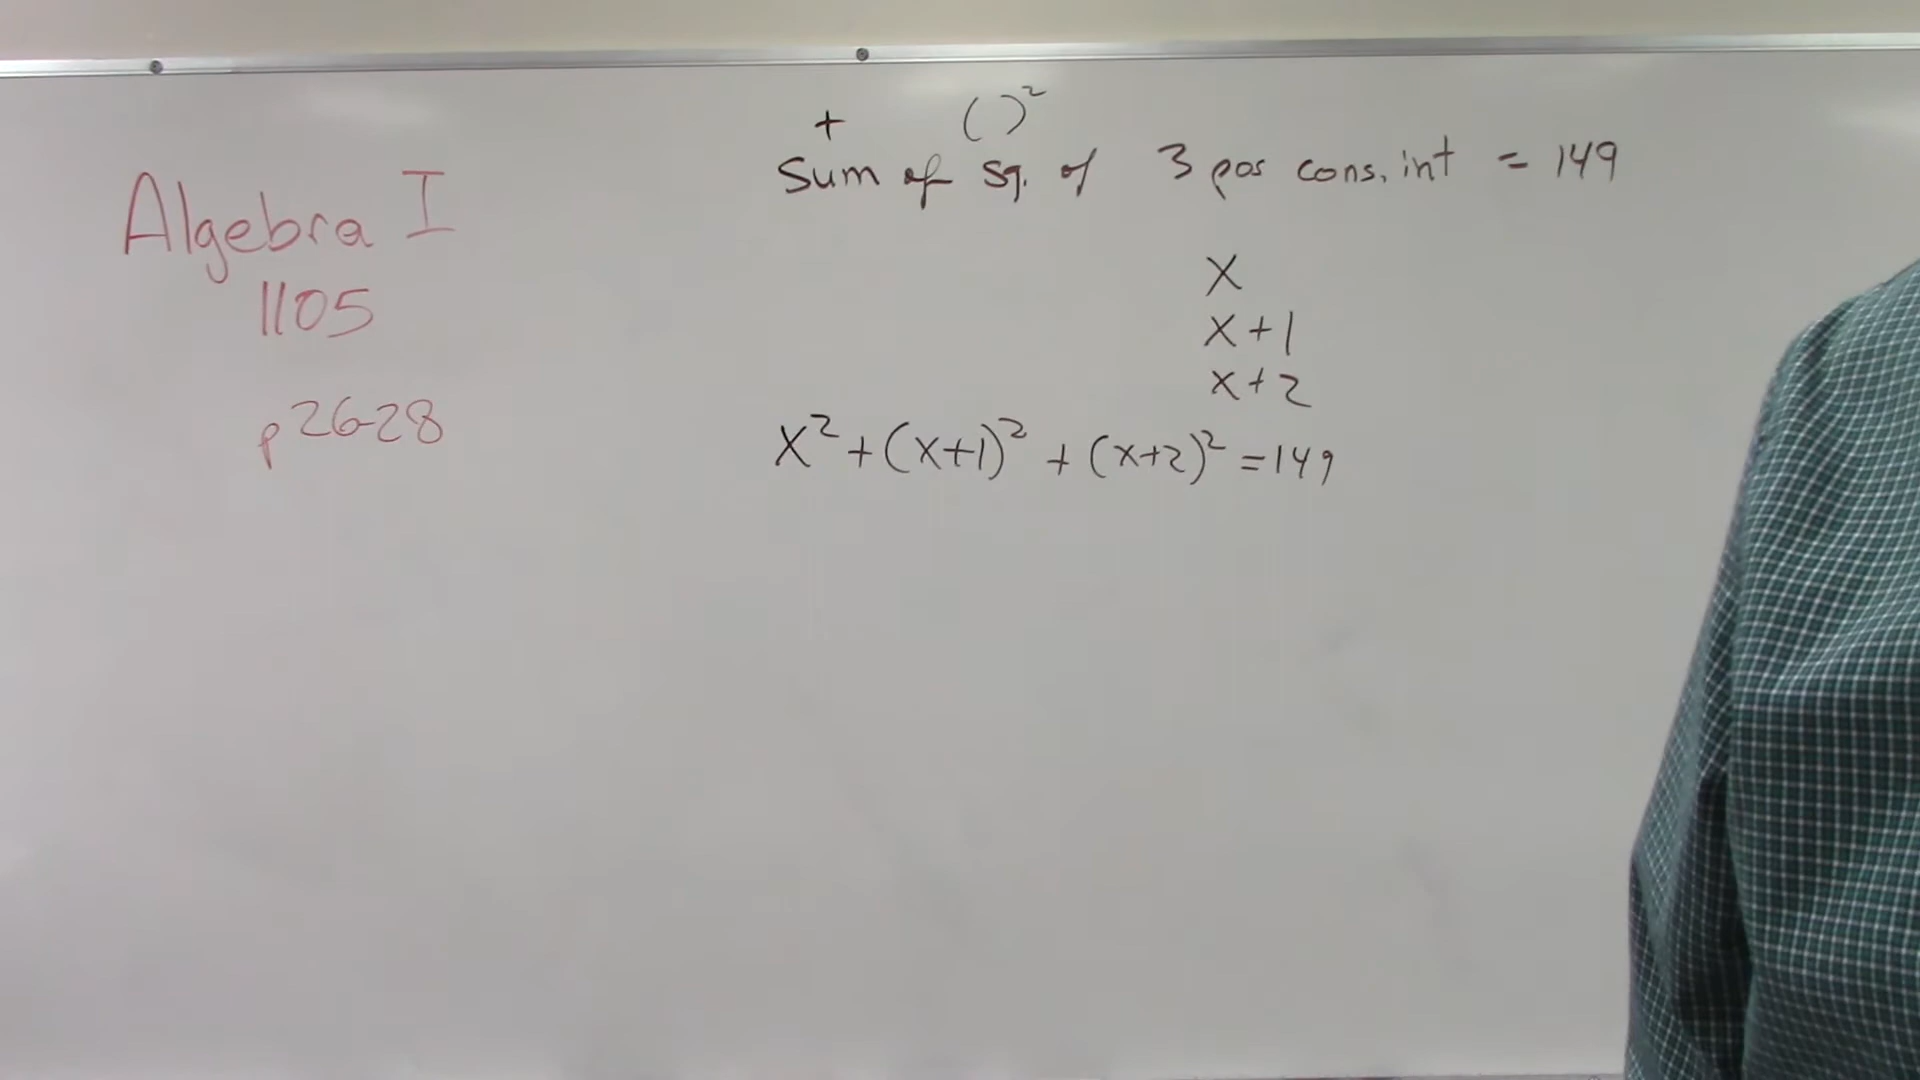 Algebra I
1105
p 26-28
+ ( )²
Sum of sq. of 3 pos cons. int = 149
x
x + 1
x + 2
x² + (x+1)² + (x+2)² = 149